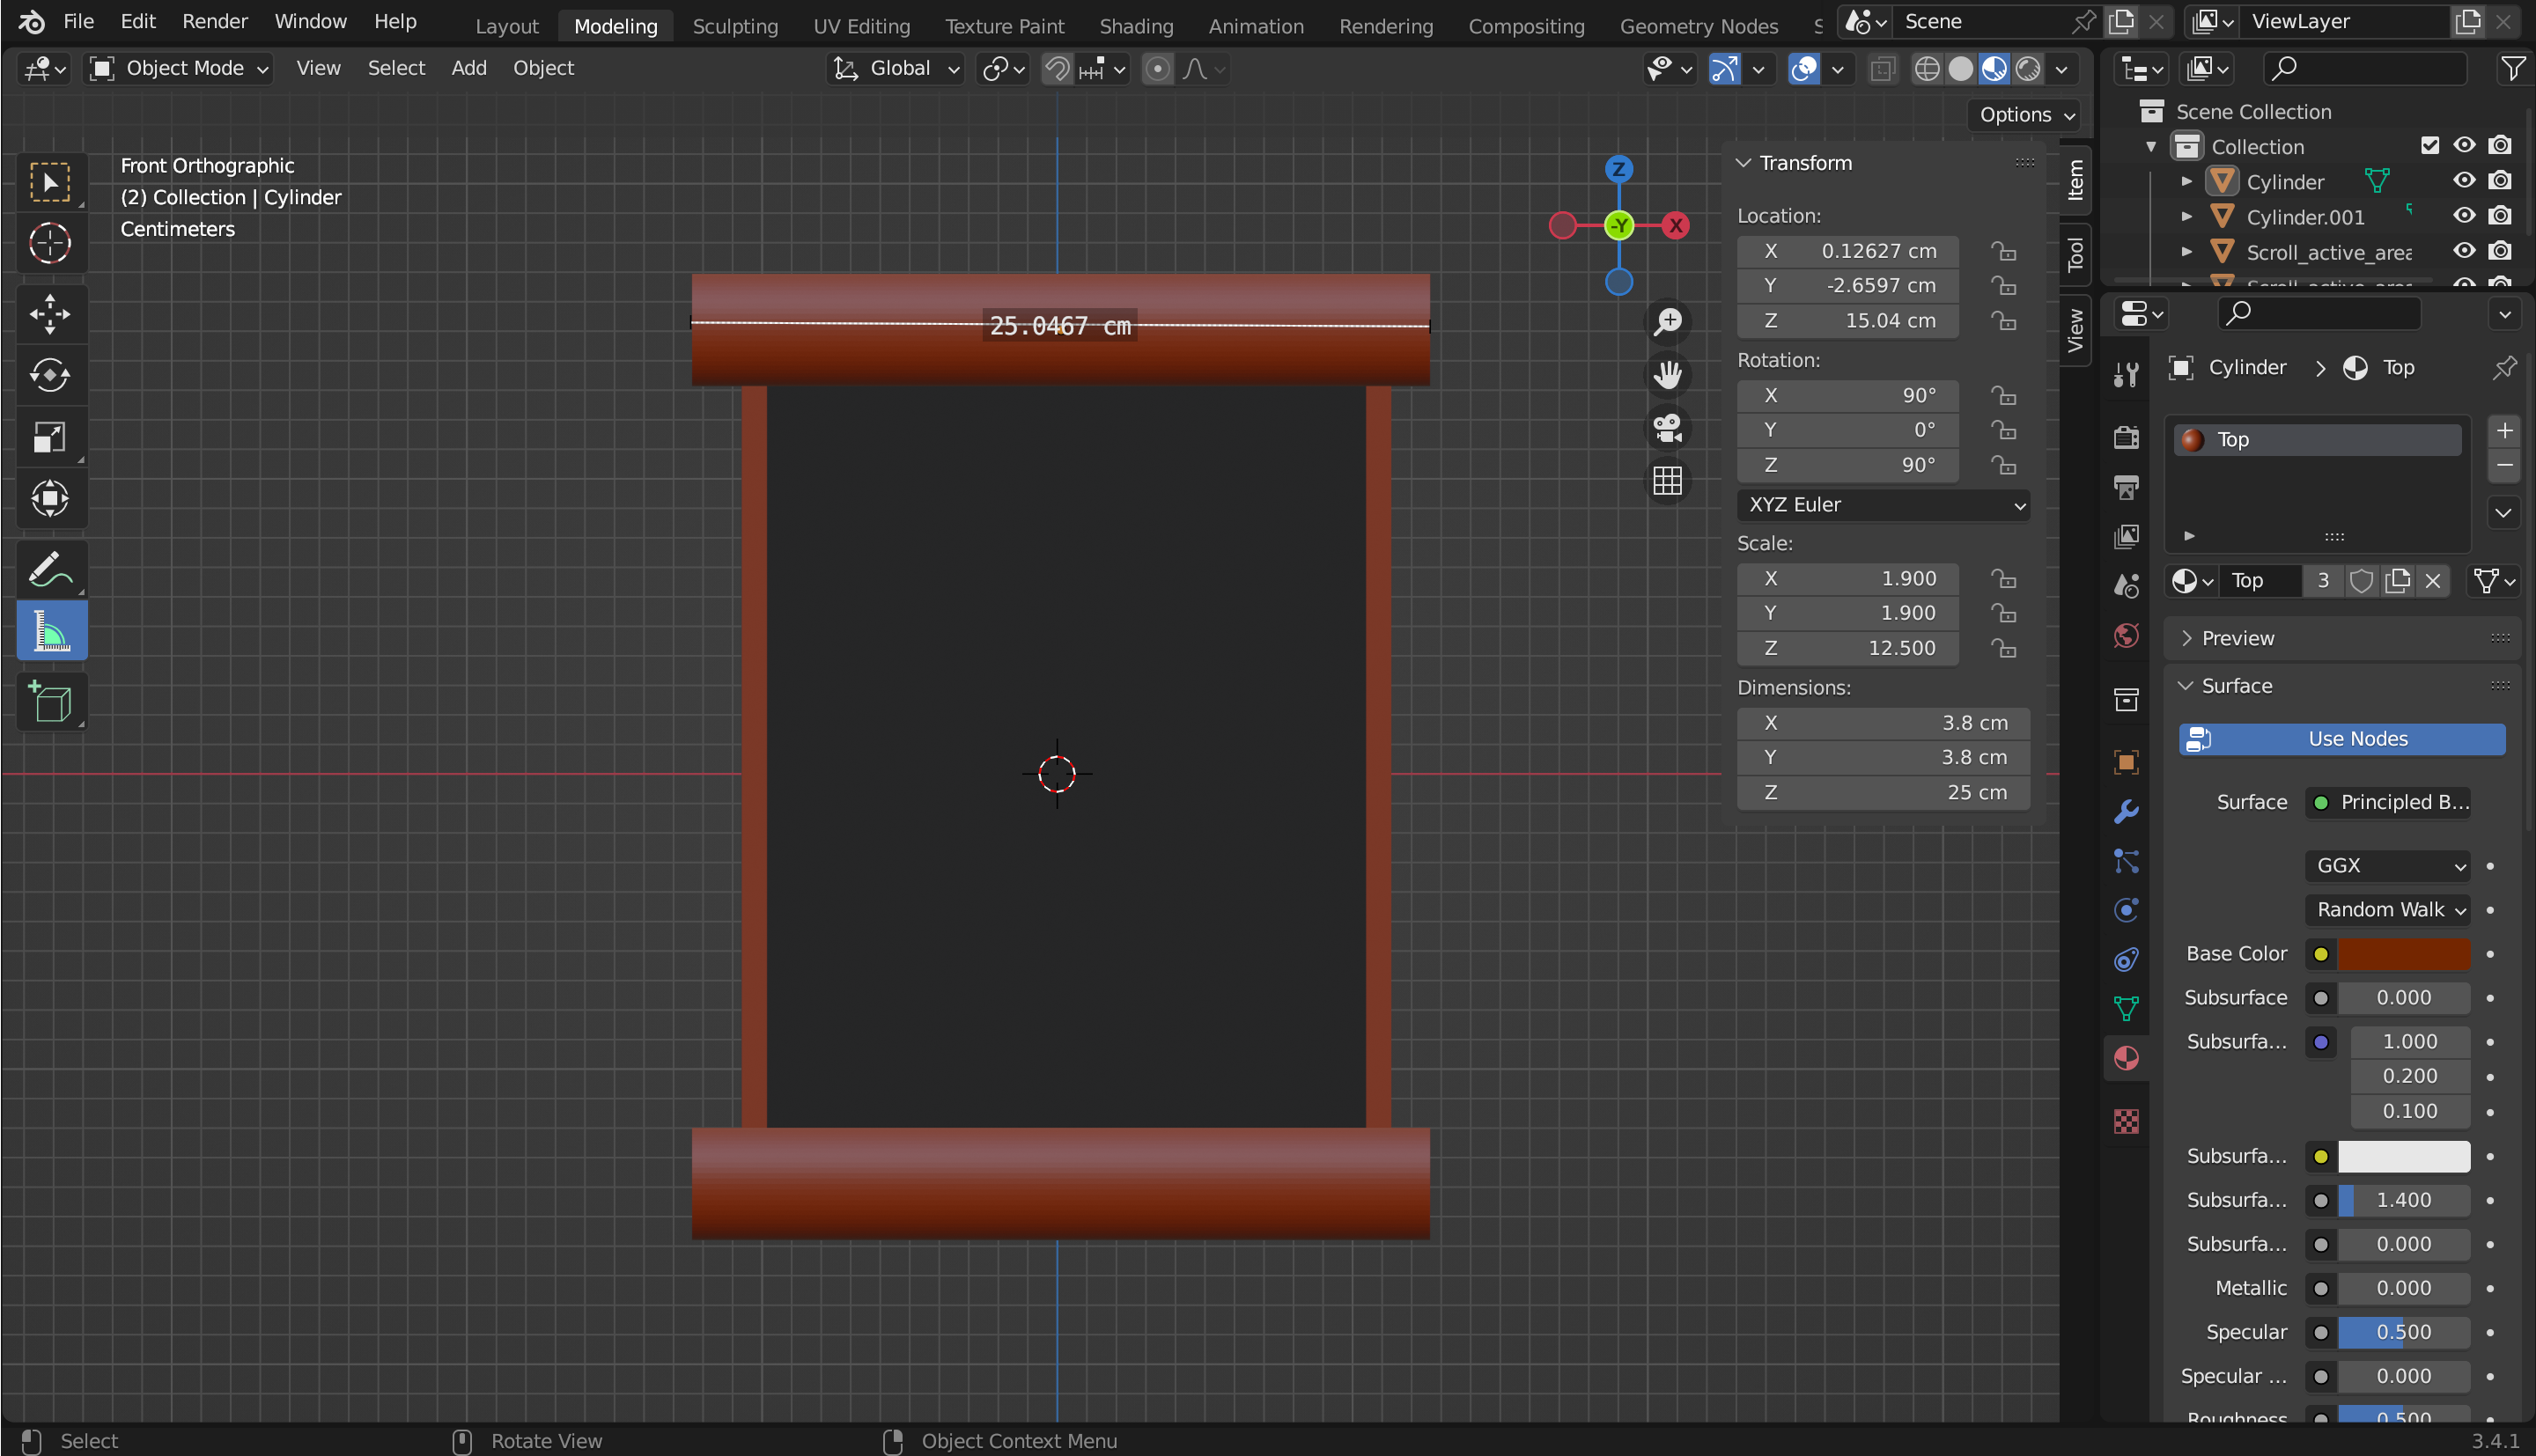 File Edit Render Window Help Layout Modeling Sculpting UV Editing Texture Paint Shading Animation Rendering Compositing Geometry Nodes Scene ViewLayer
Object Mode View Select Add Object Global
Options
Front Orthographic
(2) Collection | Cylinder
Centimeters
25.0467 cm
Z
-Y
X
Transform
Location:
X 0.12627 cm
Y -2.6597 cm
Z 15.04 cm
Rotation:
X 90°
Y 0°
Z 90°
XYZ Euler
Scale:
X 1.900
Y 1.900
Z 12.500
Dimensions:
X 3.8 cm
Y 3.8 cm
Z 25 cm
Item
Tool
View
Scene Collection
Collection
Cylinder
Cylinder.001
Scroll_active_area
Cylinder Top
Top
Top 3
Preview
Surface
Use Nodes
Surface Principled B...
GGX
Random Walk
Base Color
Subsurface 0.000
Subsurfa... 1.000
0.200
0.100
Subsurfa...
Subsurfa... 1.400
Subsurfa... 0.000
Metallic 0.000
Specular 0.500
Specular ... 0.000
Roughness 0.500
Select Rotate View Object Context Menu 3.4.1